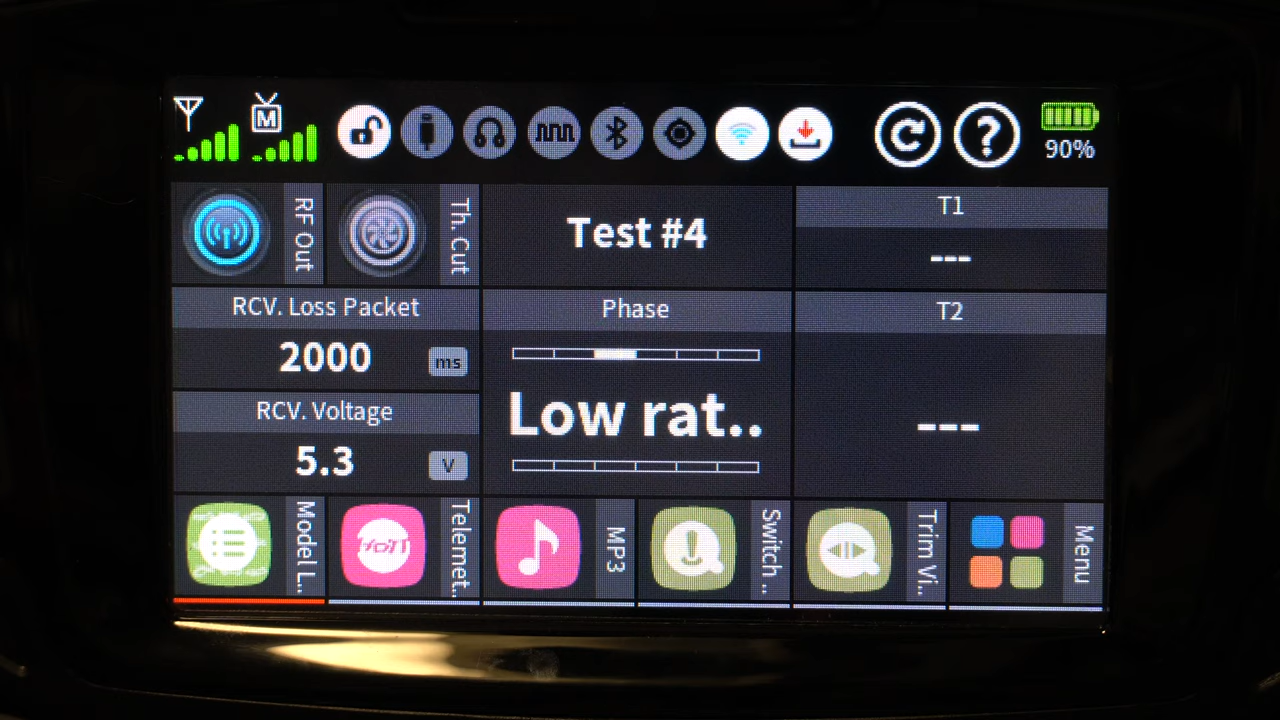 M
90%
RF Out
Th. Cut
Test #4
T1
---
RCV. Loss Packet
2000
ms
Phase
Low rat..
T2
---
RCV. Voltage
5.3
V
Model L..
HoTT
Telemet..
MP3
Switch ..
Trim Vi..
Menu